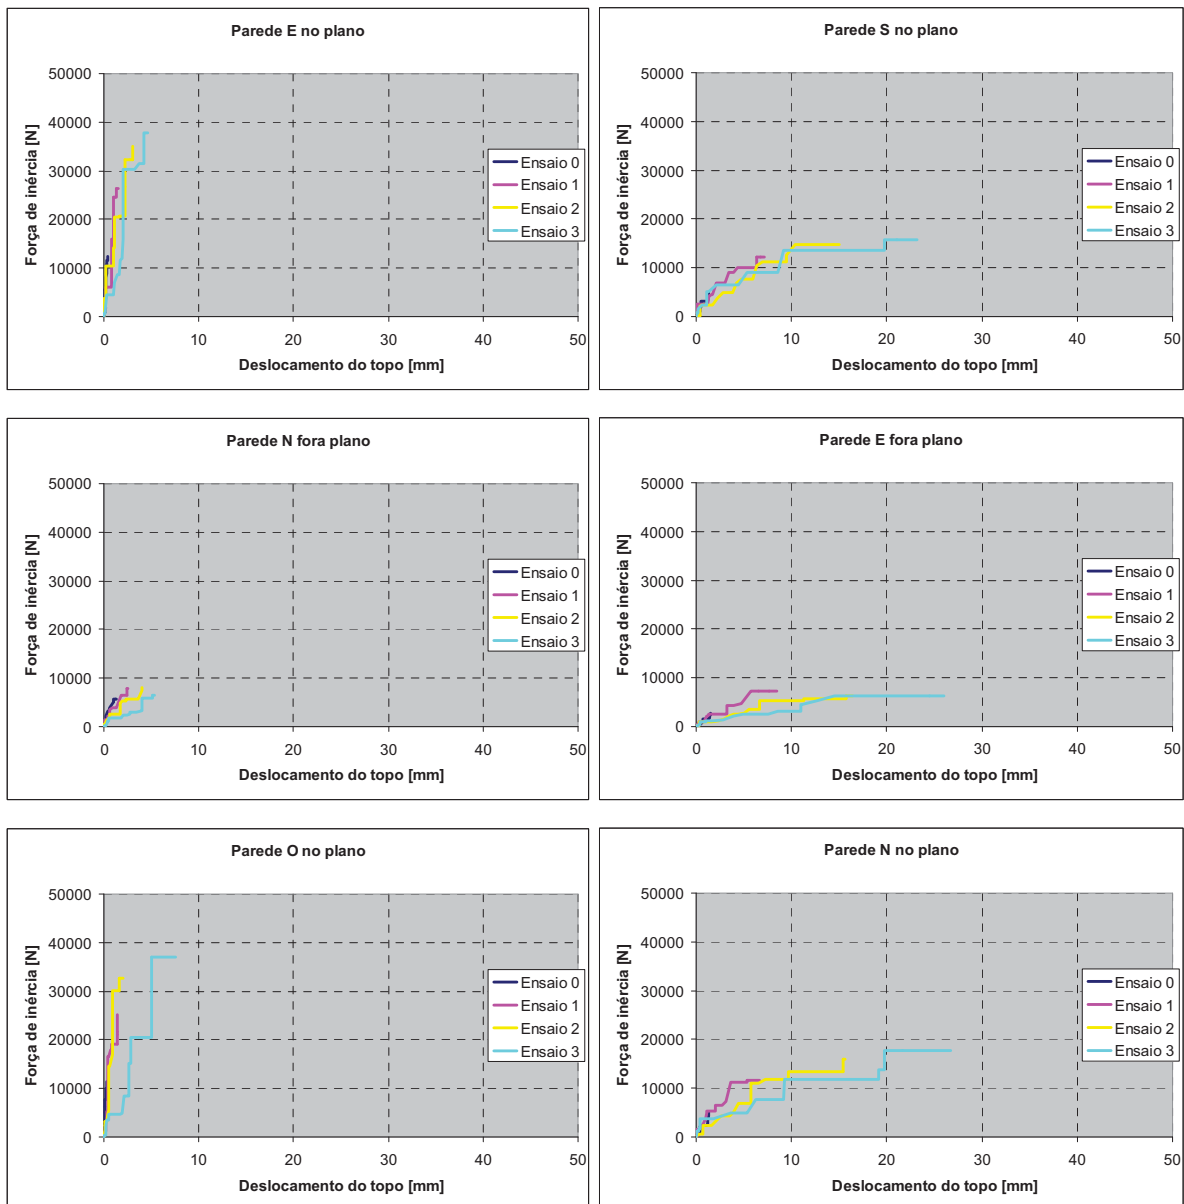 Parede E no plano
50000
40000
30000
20000
10000
0
0 10 20 30 40 50
Força de inércia [N]
Deslocamento do topo [mm]
Ensaio 0
Ensaio 1
Ensaio 2
Ensaio 3
Parede S no plano
50000
40000
30000
20000
10000
0
0 10 20 30 40 50
Força de inércia [N]
Deslocamento do topo [mm]
Ensaio 0
Ensaio 1
Ensaio 2
Ensaio 3
Parede N fora plano
50000
40000
30000
20000
10000
0
0 10 20 30 40 50
Força de inércia [N]
Deslocamento do topo [mm]
Ensaio 0
Ensaio 1
Ensaio 2
Ensaio 3
Parede E fora plano
50000
40000
30000
20000
10000
0
0 10 20 30 40 50
Força de inércia [N]
Deslocamento do topo [mm]
Ensaio 0
Ensaio 1
Ensaio 2
Ensaio 3
Parede O no plano
50000
40000
30000
20000
10000
0
0 10 20 30 40 50
Força de inércia [N]
Deslocamento do topo [mm]
Ensaio 0
Ensaio 1
Ensaio 2
Ensaio 3
Parede N no plano
50000
40000
30000
20000
10000
0
0 10 20 30 40 50
Força de inércia [N]
Deslocamento do topo [mm]
Ensaio 0
Ensaio 1
Ensaio 2
Ensaio 3